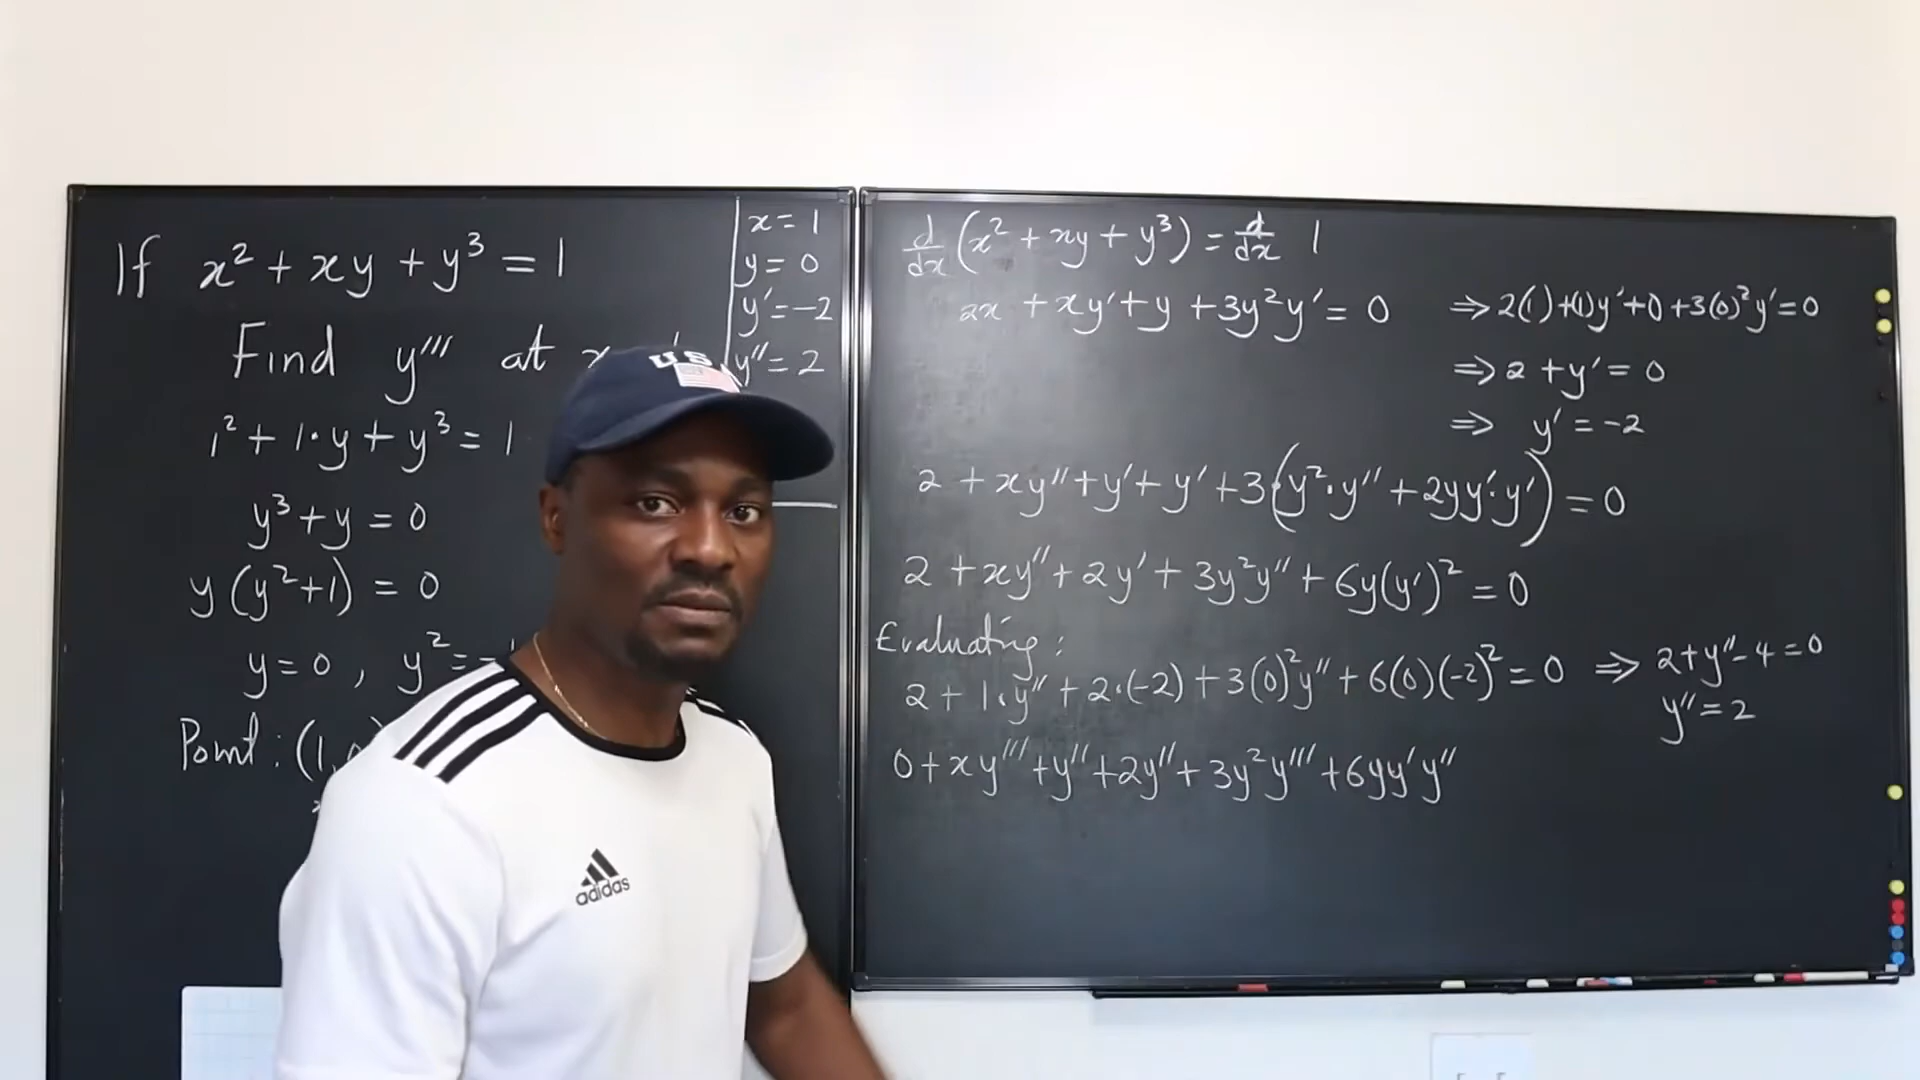 If x² + xy + y³ = 1
Find y''' at x
1² + 1·y + y³ = 1
y³ + y = 0
y(y²+1) = 0
y=0 , y² = -1
Point : (1,0
x = 1
y = 0
y' = -2
y'' = 2
US
adidas
d/dx (x² + xy + y³) = d/dx 1
2x + xy' + y + 3y²y' = 0 ⇒ 2(1) + (1)y' + 0 + 3(0)²y' = 0
⇒ 2 + y' = 0
⇒ y' = -2
2 + xy'' + y' + y' + 3·(y²·y'' + 2yy'·y') = 0
2 + xy'' + 2y' + 3y²y'' + 6y(y')² = 0
Evaluating :
2 + 1·y'' + 2·(-2) + 3(0)²y'' + 6(0)(-2)² = 0 ⇒ 2 + y'' - 4 = 0
y'' = 2
0 + xy''' + y'' + 2y'' + 3y²y''' + 6yy'y''